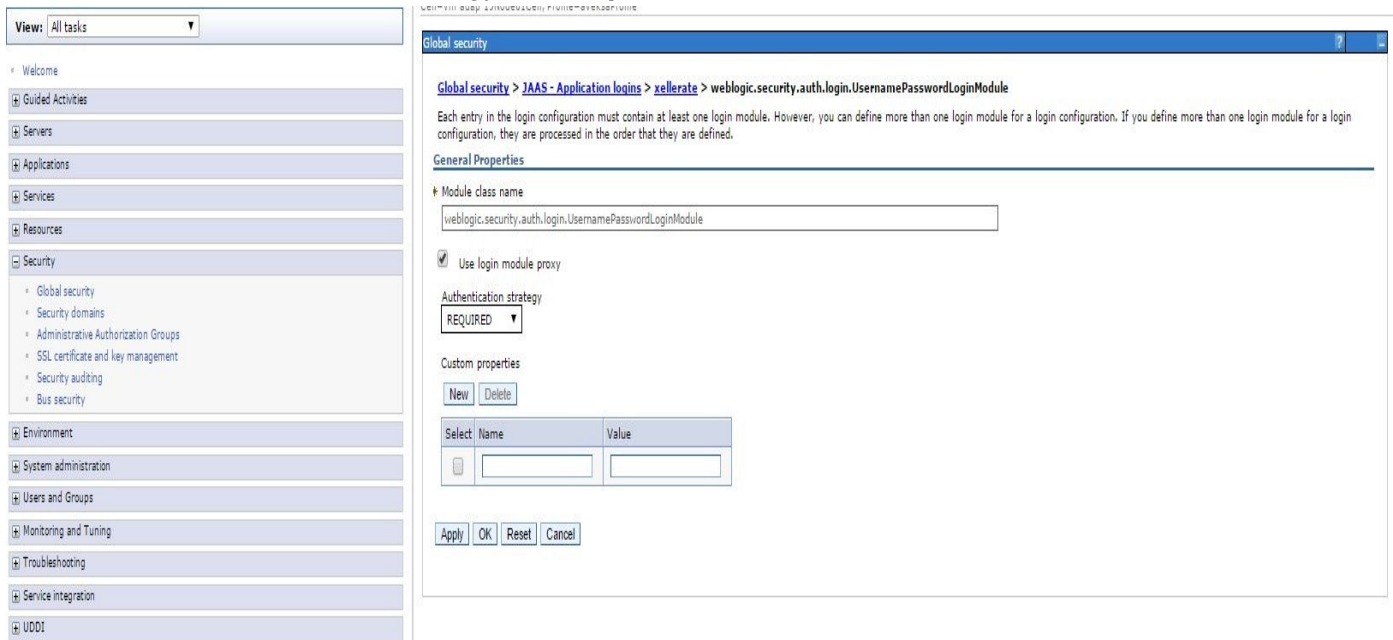 View: All tasks
Welcome
Guided Activities
Servers
Applications
Services
Resources
Security
Global security
Security domains
Administrative Authorization Groups
SSL certificate and key management
Security auditing
Bus security
Environment
System administration
Users and Groups
Monitoring and Tuning
Troubleshooting
Service integration
UDDI
Global security ? -
Global security > JAAS - Application logins > xellerate > weblogic.security.auth.login.UsernamePasswordLoginModule
Each entry in the login configuration must contain at least one login module. However, you can define more than one login module for a login configuration. If you define more than one login module for a login
configuration, they are processed in the order that they are defined.
General Properties
* Module class name
weblogic.security.auth.login.UsernamePasswordLoginModule
Use login module proxy
Authentication strategy
REQUIRED
Custom properties
New Delete
Select Name Value
Apply OK Reset Cancel